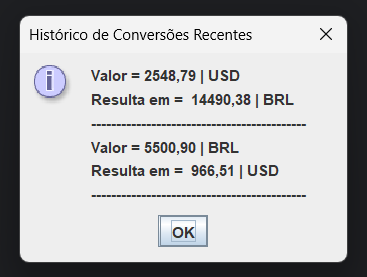 Histórico de Conversões Recentes
Valor = 2548,79 | USD
Resulta em =  14490,38 | BRL
-------------------------------------------
Valor = 5500,90 | BRL
Resulta em =  966,51 | USD
-------------------------------------------
OK